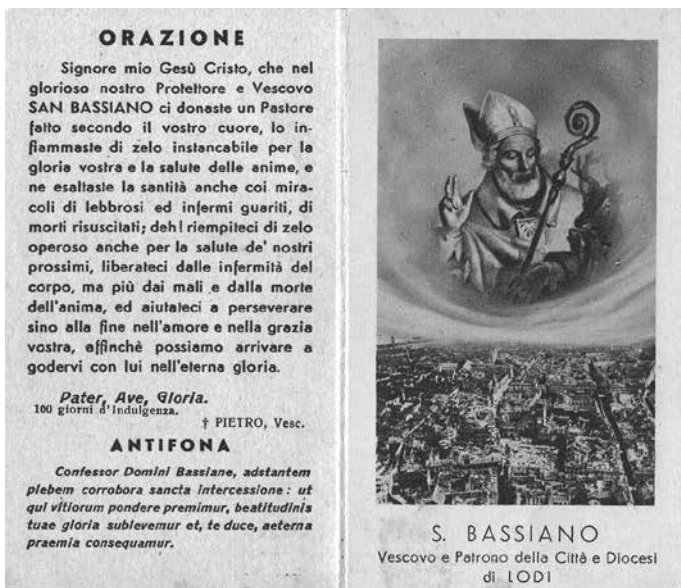 ORAZIONE
Signore mio Gesù Cristo, che nel
glorioso nostro Protettore e Vescovo
SAN BASSIANO ci donaste un Pastore
fatto secondo il vostro cuore, lo in-
fiammaste di zelo instancabile per la
gloria vostra e la salute delle anime, e
ne esaltaste la santità anche coi mira-
coli di lebbrosi ed infermi guariti, di
morti risuscitati; deh! riempiteci di zelo
operoso anche per la salute de' nostri
prossimi, liberateci dalle infermità del
corpo, ma più dai mali e dalla morte
dell'anima, ed aiutateci a perseverare
sino alla fine nell'amore e nella grazia
vostra, affinchè possiamo arrivare a
godervi con lui nell'eterna gloria.
Pater, Ave, Gloria.
100 giorni d'Indulgenza.
† PIETRO, Vesc.
ANTIFONA
Confessor Domini Bassiane, adstantem
plebem corrobora sancta intercessione : ut
qui vitiorum pondere premimur, beatitudinis
tuae gloria sublevemur et, te duce, aeterna
praemia consequamur.
S. BASSIANO
Vescovo e Patrono della Città e Diocesi
di LODI